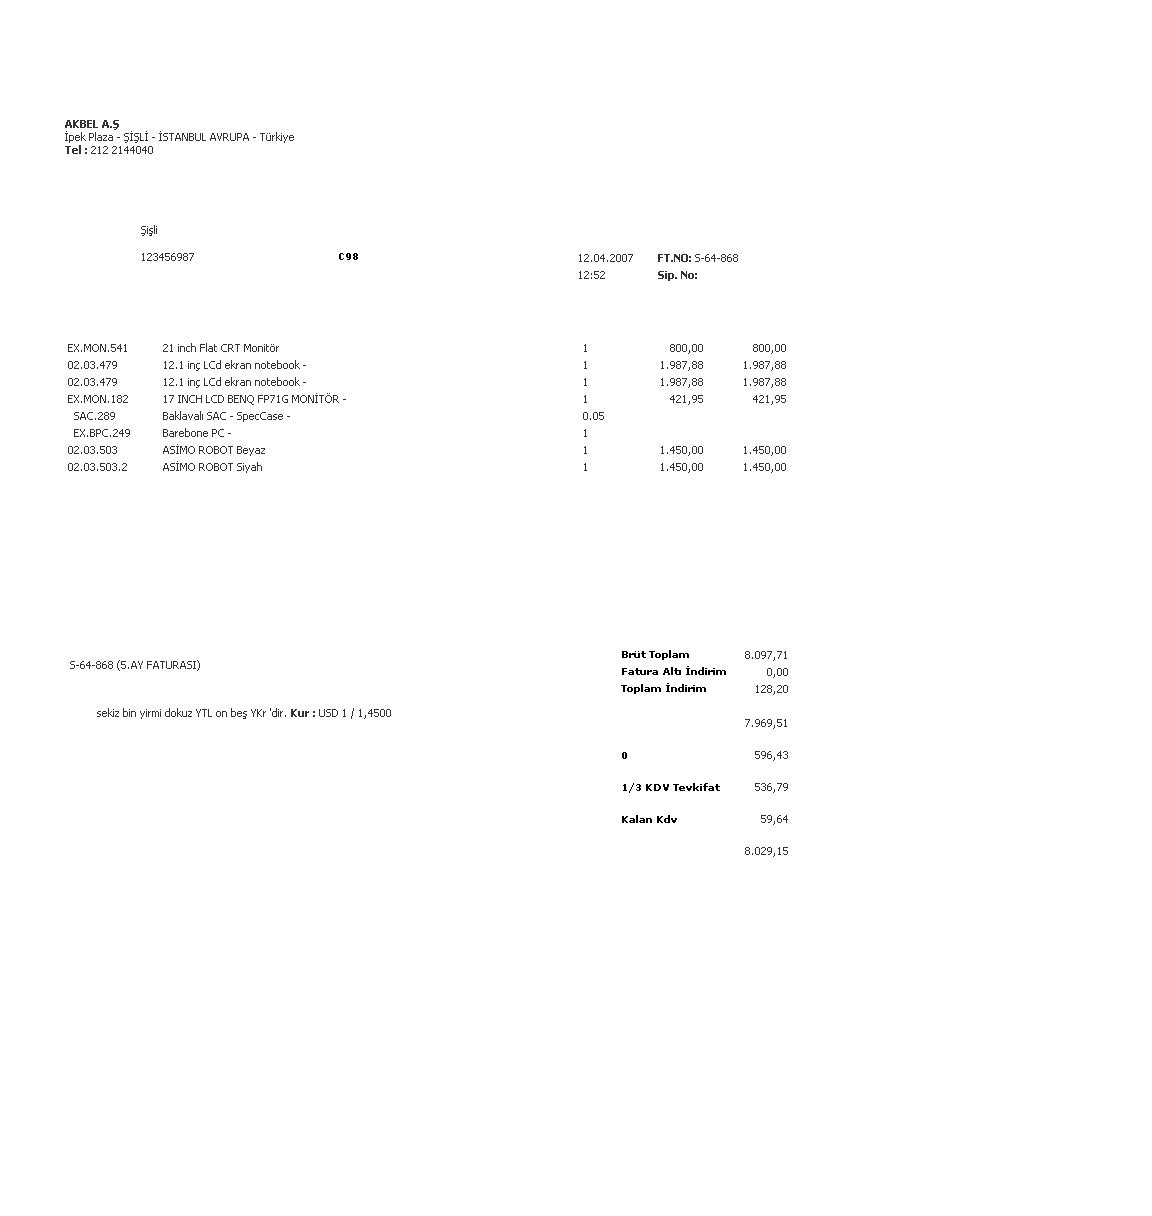 AKBEL A.Ş
İpek Plaza - ŞİŞLİ - İSTANBUL AVRUPA - Türkiye
Tel : 212 2144040
Şişli
123456987 C98 12.04.2007 FT.NO: S-64-868
12:52 Sip. No:
EX.MON.541 21 inch Flat CRT Monitör 1 800,00 800,00
02.03.479 12.1 inç LCd ekran notebook - 1 1.987,88 1.987,88
02.03.479 12.1 inç LCd ekran notebook - 1 1.987,88 1.987,88
EX.MON.182 17 INCH LCD BENQ FP71G MONİTÖR - 1 421,95 421,95
SAC.289 Baklavalı SAC - SpecCase - 0.05
EX.BPC.249 Barebone PC - 1
02.03.503 ASİMO ROBOT Beyaz 1 1.450,00 1.450,00
02.03.503.2 ASİMO ROBOT Siyah 1 1.450,00 1.450,00
Brüt Toplam 8.097,71
S-64-868 (5.AY FATURASI)
Fatura Altı İndirim 0,00
Toplam İndirim 128,20
sekiz bin yirmi dokuz YTL on beş YKr 'dir. Kur : USD 1 / 1,4500
7.969,51
0 596,43
1/3 KDV Tevkifat 536,79
Kalan Kdv 59,64
8.029,15